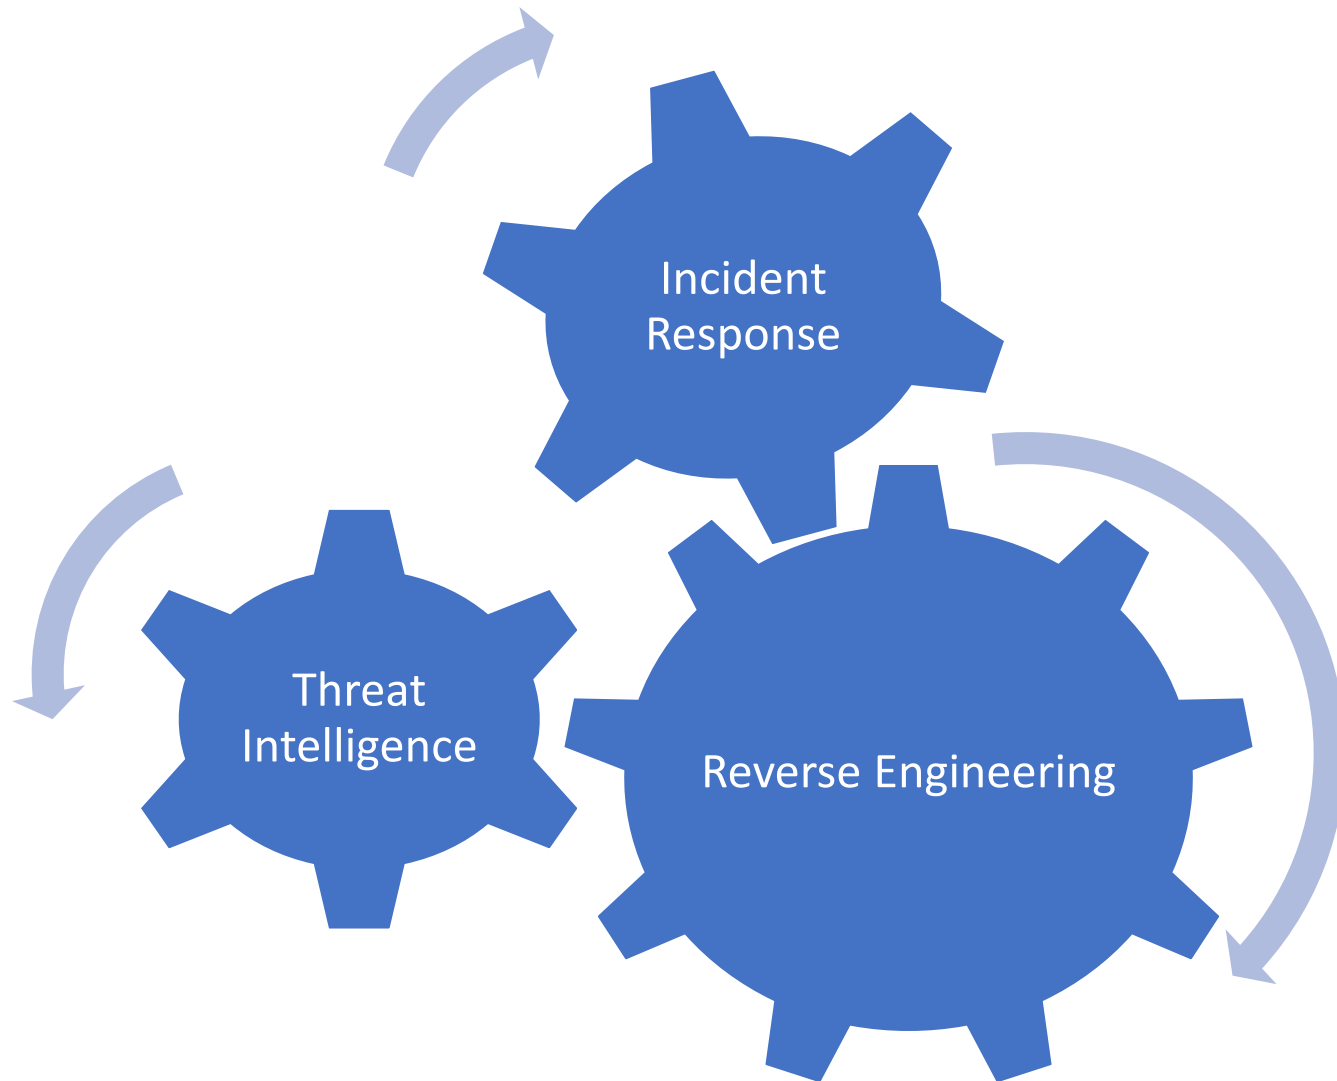 Incident
Response
Threat
Intelligence
Reverse Engineering